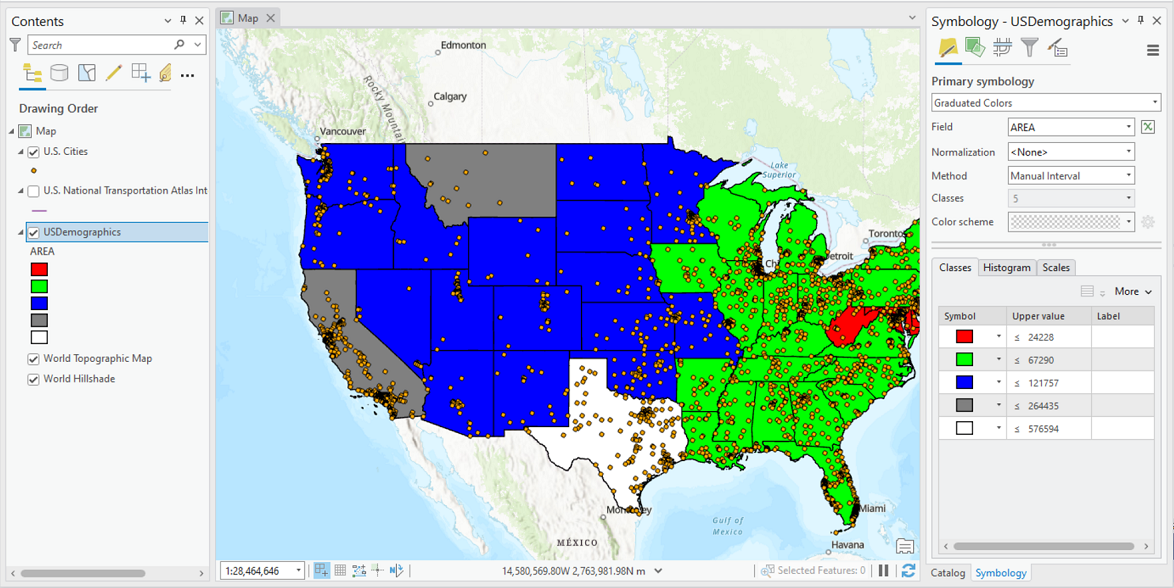 Contents
Search
Drawing Order
Map
U.S. Cities
U.S. National Transportation Atlas Int
USDemographics
AREA
World Topographic Map
World Hillshade
Map
Edmonton
Calgary
Rocky Mountai
Vancouver
Lake
Superior
Toronto
Detroit
Ch
Miami
Gulf of
Mexico
Havana
Monterrey
MÉXICO
1:28,464,646
14,580,569.80W 2,763,981.98N m
Selected Features: 0
Symbology - USDemographics
Primary symbology
Graduated Colors
Field AREA
Normalization <None>
Method Manual Interval
Classes 5
Color scheme
Classes Histogram Scales
More
Symbol Upper value Label
≤ 24228
≤ 67290
≤ 121757
≤ 264435
≤ 576594
Catalog Symbology